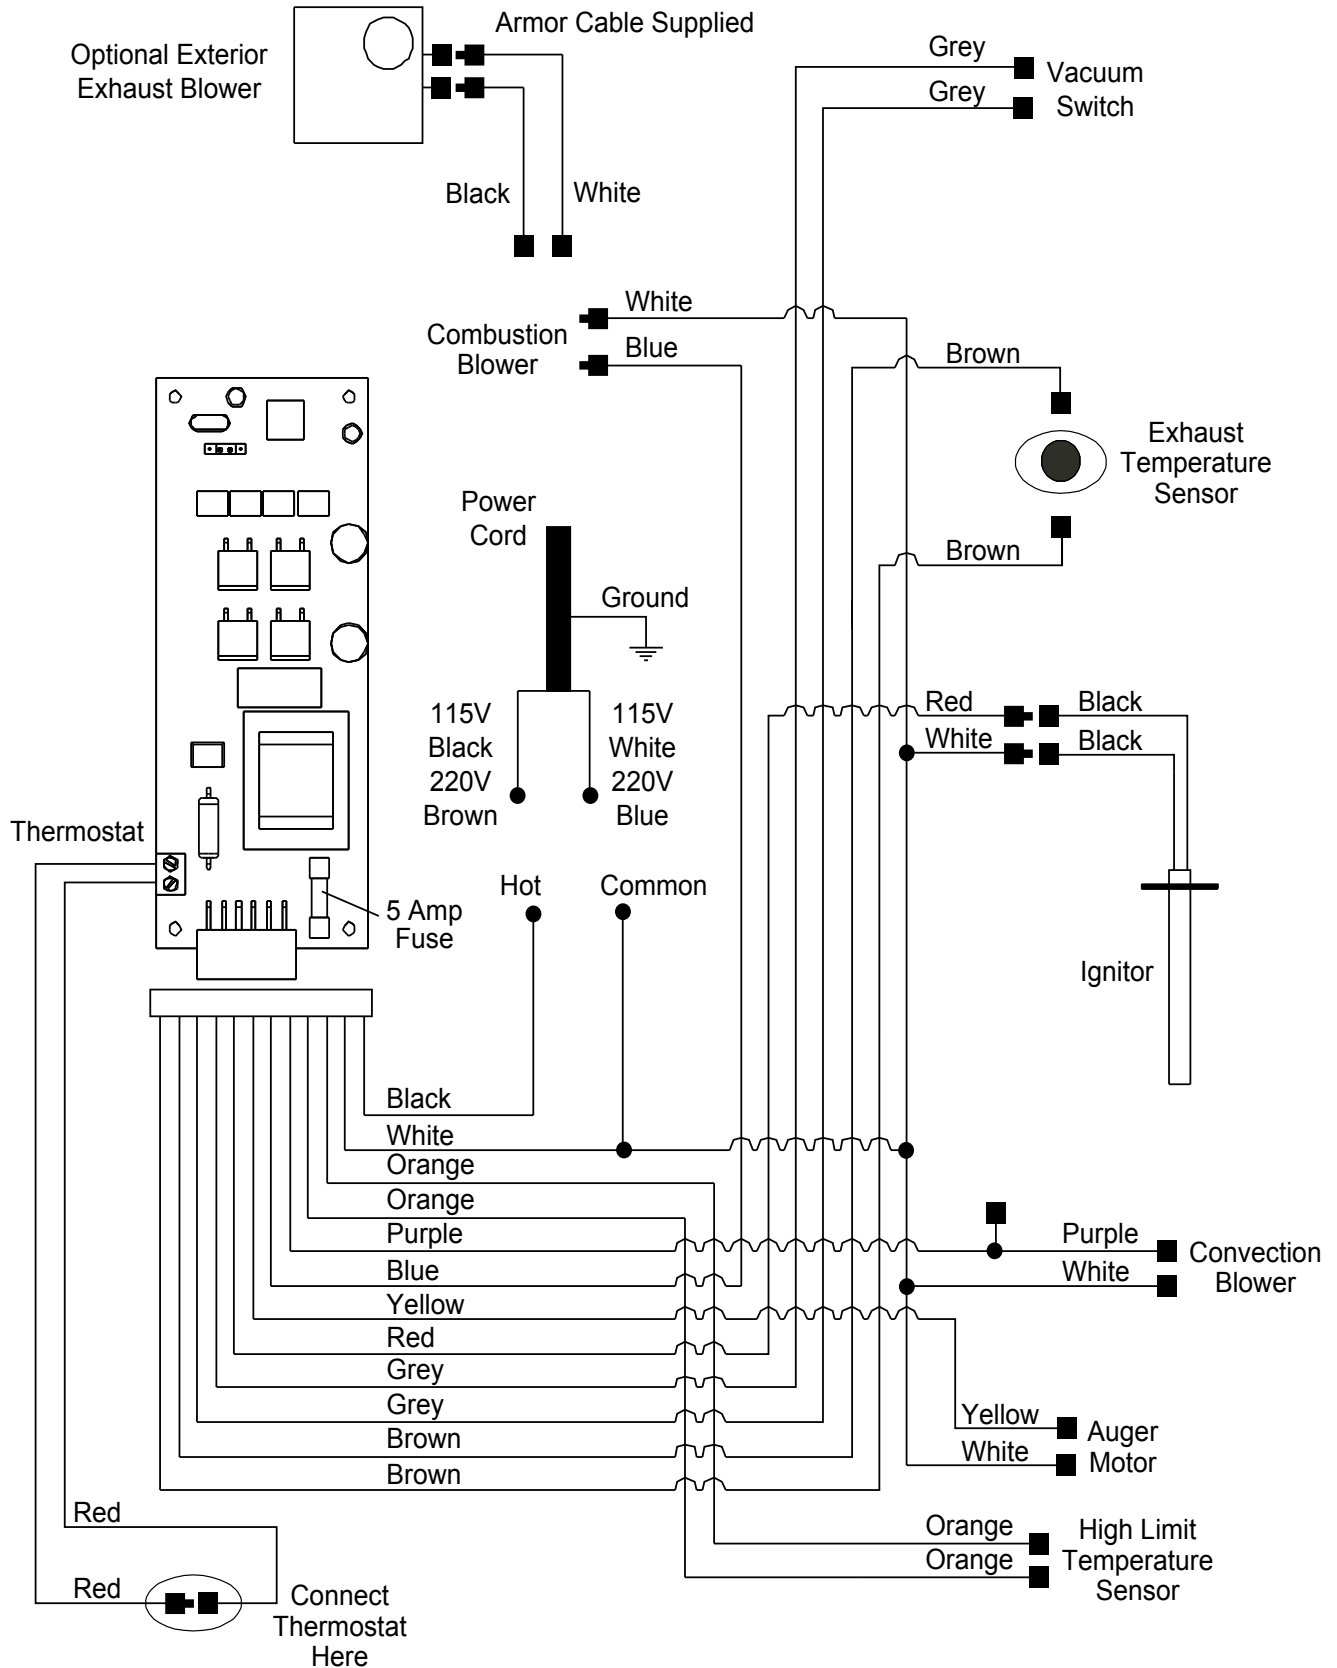 Armor Cable Supplied
Optional Exterior
Exhaust Blower
Black
White
Grey
Grey
Vacuum
Switch
White
Blue
Combustion
Blower
Brown
Exhaust
Temperature
Sensor
Brown
Power
Cord
Ground
115V
Black
220V
Brown
115V
White
220V
Blue
Red
White
Black
Black
Ignitor
Thermostat
5 Amp
Fuse
Hot
Common
Black
White
Orange
Orange
Purple
Blue
Yellow
Red
Grey
Grey
Brown
Brown
Purple
White
Convection
Blower
Yellow
White
Auger
Motor
Orange
Orange
High Limit
Temperature
Sensor
Red
Red
Connect
Thermostat
Here